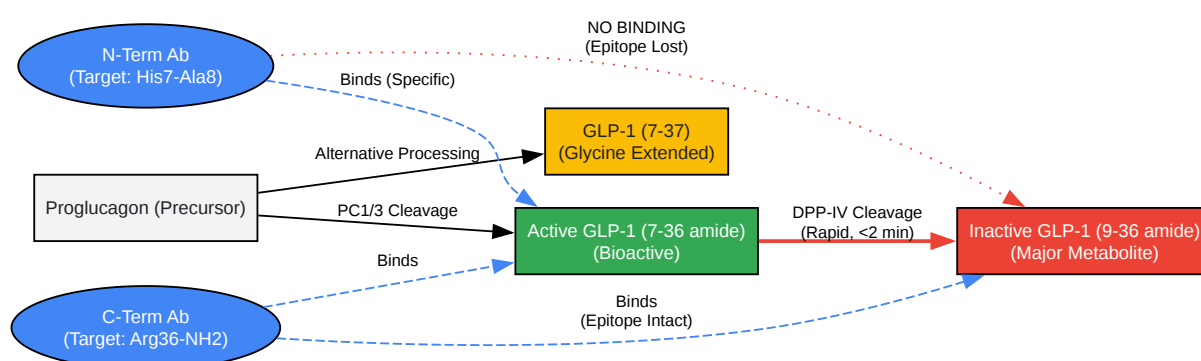 N-Term Ab
(Target: His7-Ala8)
NO BINDING
(Epitope Lost)
Binds (Specific)
GLP-1 (7-37)
(Glycine Extended)
Alternative Processing
Proglucagon (Precursor)
PC1/3 Cleavage
Active GLP-1 (7-36 amide)
(Bioactive)
DPP-IV Cleavage
(Rapid, <2 min)
Inactive GLP-1 (9-36 amide)
(Major Metabolite)
Binds
C-Term Ab
(Target: Arg36-NH2)
Binds
(Epitope Intact)